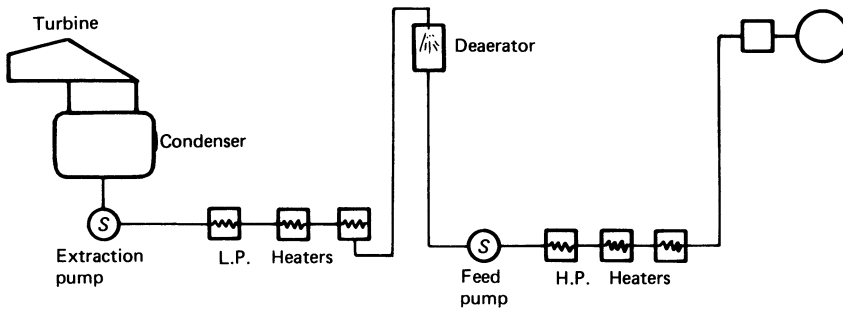 Turbine
Deaerator
Condenser
S
Extraction
pump
L.P. Heaters
S
Feed
pump
H.P. Heaters